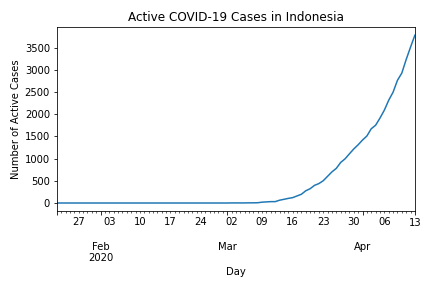 Active COVID-19 Cases in Indonesia
Number of Active Cases
3500
3000
2500
2000
1500
1000
500
0
27 03 10 17 24 02 09 16 23 30 06 13
Feb Mar Apr
2020
Day